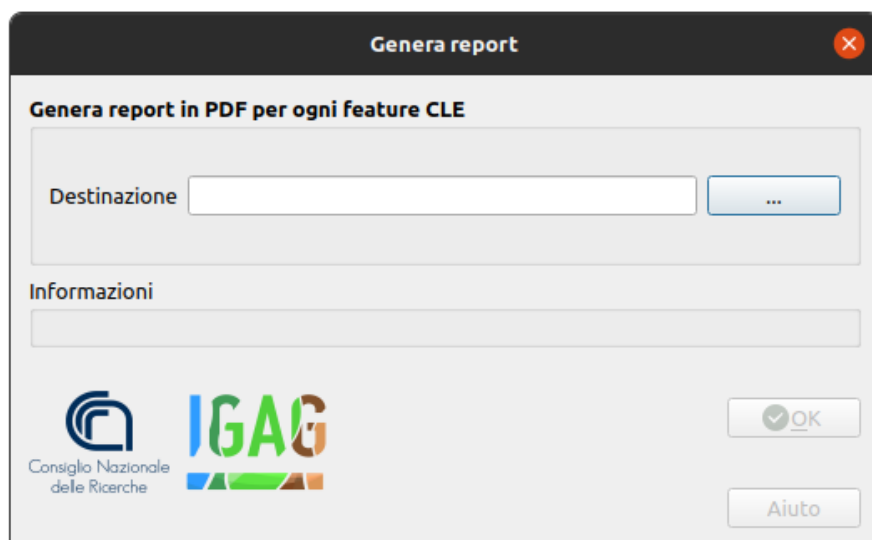 Genera report
Genera report in PDF per ogni feature CLE
Destinazione
...
Informazioni
OK
Consiglio Nazionale
delle Ricerche
IGAG
Aiuto